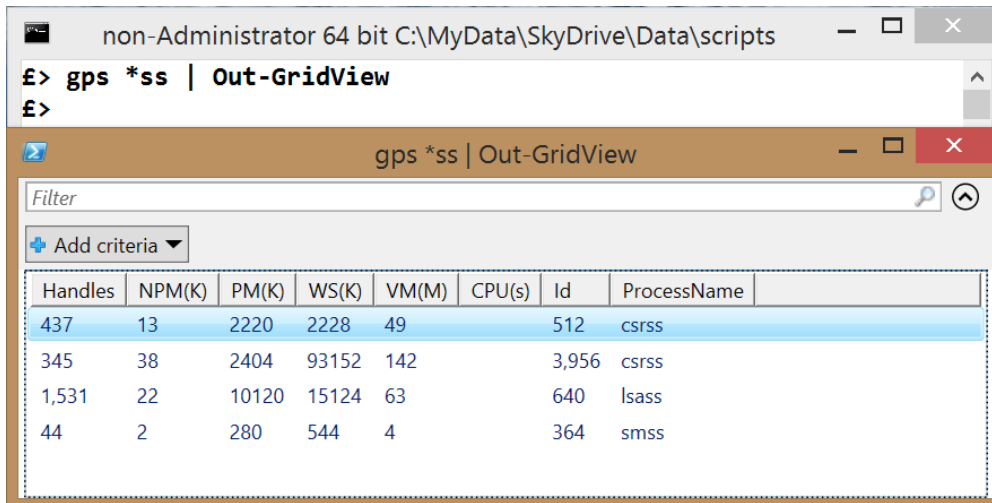 non-Administrator 64 bit C:\MyData\SkyDrive\Data\scripts
£> gps *ss | Out-GridView
£>
gps *ss | Out-GridView
Filter
Add criteria
Handles NPM(K) PM(K) WS(K) VM(M) CPU(s) Id ProcessName
437 13 2220 2228 49 512 csrss
345 38 2404 93152 142 3,956 csrss
1,531 22 10120 15124 63 640 lsass
44 2 280 544 4 364 smss